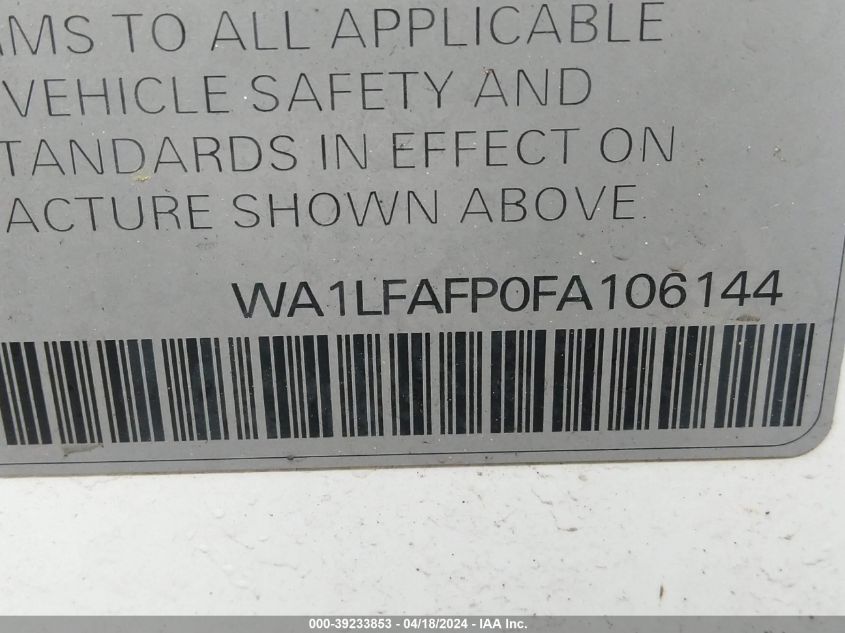 MS TO ALL APPLICABLE
VEHICLE SAFETY AND
TANDARDS IN EFFECT ON
ACTURE SHOWN ABOVE.
WA1LFAFP0FA106144
000-39233853 - 04/18/2024 - IAA Inc.